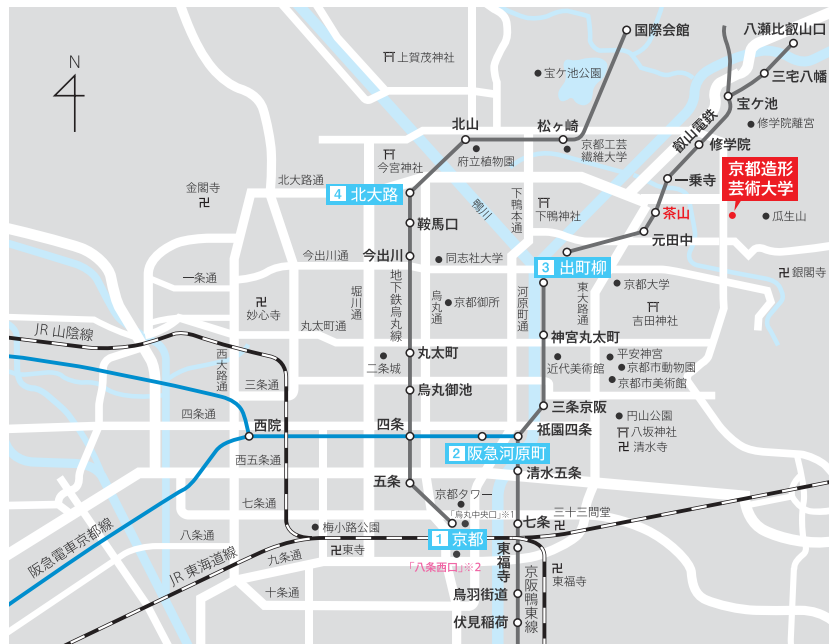 国際会館
八瀬比叡山口
上賀茂神社
N
宝ケ池公園
三宅八幡
宝ケ池
叡山電鉄
修学院離宮
北山
松ヶ崎
修学院
府立植物園
京都工芸
繊維大学
今宮神社
京都造形
芸術大学
一乗寺
北大路通
金閣寺
4 北大路
鴨川
下鴨本通
下鴨神社
茶山
瓜生山
鞍馬口
元田中
今出川通
今出川
同志社大学
3 出町柳
銀閣寺
一条通
堀川通
地下鉄烏丸線
烏丸通
京都御所
河原町通
東大路通
京都大学
妙心寺
吉田神社
JR 山陰線
丸太町通
神宮丸太町
西大路通
二条城
丸太町
近代美術館
平安神宮
京都市動物園
京都市美術館
三条通
烏丸御池
三条京阪
四条通
西院
四条
祇園四条
円山公園
八坂神社
清水寺
西五条通
2 阪急河原町
五条
清水五条
京都タワー
七条通
「烏丸中央口」※1
三十三間堂
梅小路公園
七条
阪急電車京都線
八条通
1 京都
東寺
東福寺
JR 東海道線
九条通
「八条西口」※2
京阪鴨東線
東福寺
十条通
鳥羽街道
伏見稲荷